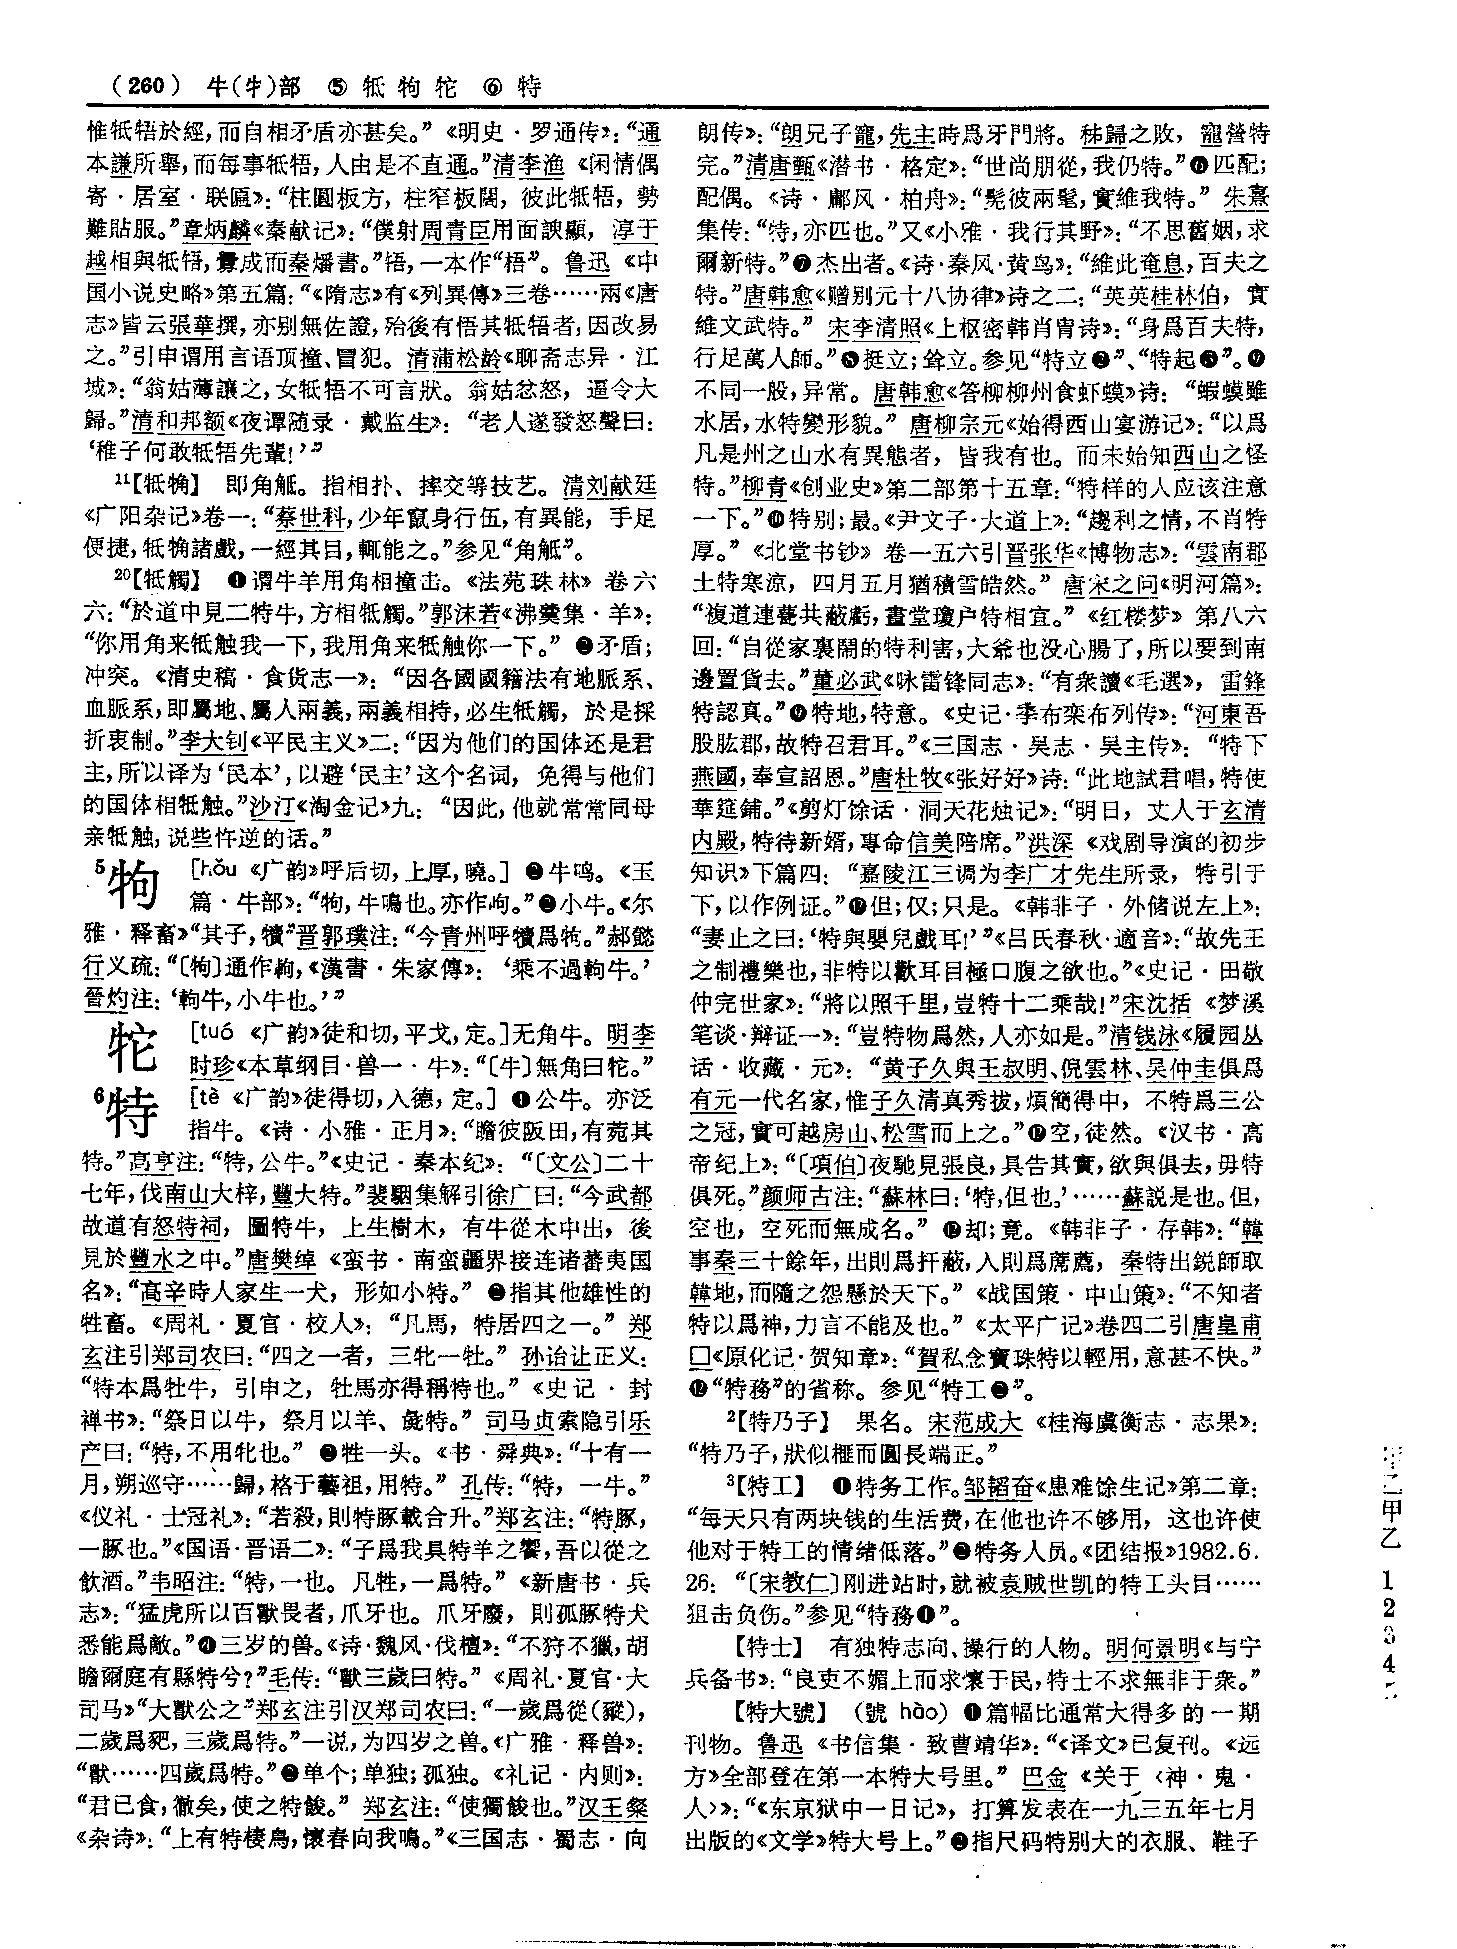 (260) 牛(牜)部 ⑤ 牴 牳 牠 ⑥ 特
惟牴牾於經,而自相矛盾亦甚矣。”《明史·罗通传》:“通
本謙所舉,而每事牴牾,人由是不直通。”清李渔《闲情偶
寄·居室·联匾》:“柱圓板方,柱窄板闊,彼此牴牾,勢
難貼服。”章炳麟《秦献记》:“僕射周青臣用面諛顯,淳于
越相與牴牾,釁成而秦燔書。”牾,一本作“梧”。鲁迅《中
国小说史略》第五篇:“《隋志》有《列異傳》三卷……兩《唐
志》皆云張華撰,亦别無佐證,殆後有悟其牴牾者,因改易
之。”引申谓用言语顶撞、冒犯。清蒲松龄《聊斋志异·江
城》:“翁姑薄讓之,女牴牾不可言狀。翁姑忿怒,逼令大
歸。”清和邦额《夜谭随录·戴监生》:“老人遂發怒聲曰:
‘稚子何敢牴牾先輩!’”
¹¹【牴觕】 即角觝。指相扑、摔交等技艺。清刘献廷
《广阳杂记》卷一:“蔡世科,少年竄身行伍,有異能,手足
便捷,牴觕諸戲,一經其目,輒能之。”参见“角觝”。
²⁰【牴觸】 ❶谓牛羊用角相撞击。《法苑珠林》卷六
六:“於道中見二特牛,方相牴觸。”郭沫若《沸羹集·羊》:
“你用角来牴触我一下,我用角来牴触你一下。”❷矛盾;
冲突。《清史稿·食货志一》:“因各國國籍法有地脈系、
血脈系,即屬地、屬人兩義,兩義相持,必生牴觸,於是採
折衷制。”李大钊《平民主义》二:“因为他们的国体还是君
主,所以译为‘民本’,以避‘民主’这个名词,免得与他们
的国体相牴触。”沙汀《淘金记》九:“因此,他就常常同母
亲牴触,说些忤逆的话。”
⁵㸸 [hǒu 《广韵》呼后切,上厚,曉。] ❶牛鸣。《玉
篇·牛部》:“㸸,牛鳴也。亦作呴。”❷小牛。《尔
雅·释畜》“其子,犢”晋郭璞注:“今青州呼犢爲㸸。”郝懿
行义疏:“〔㸸〕通作軥,《漢書·朱家傳》:‘乘不過軥牛。’
晉灼注:‘軥牛,小牛也。’”
牠 [tuó 《广韵》徒和切,平戈,定。]无角牛。明李
时珍《本草纲目·兽一·牛》:“〔牛〕無角曰牠。”
⁶特 [tè 《广韵》徒得切,入德,定。] ❶公牛。亦泛
指牛。《诗·小雅·正月》:“瞻彼阪田,有菀其
特。”高亨注:“特,公牛。”《史记·秦本纪》:“〔文公〕二十
七年,伐南山大梓,豐大特。”裴駰集解引徐广曰:“今武都
故道有怒特祠,圖特牛,上生樹木,有牛從木中出,後
見於豐水之中。”唐樊绰《蛮书·南蛮疆界接连诸蕃夷国
名》:“高辛時人家生一犬,形如小特。”❷指其他雄性的
牲畜。《周礼·夏官·校人》:“凡馬,特居四之一。”郑
玄注引郑司农曰:“四之一者,三牝一牡。”孙诒让正义:
“特本爲牡牛,引申之,牡馬亦得稱特也。”《史记·封
禅书》:“祭日以牛,祭月以羊、彘特。”司马贞索隐引乐
产曰:“特,不用牝也。”❸牲一头。《书·舜典》:“十有一
月,朔巡守……歸,格于藝祖,用特。”孔传:“特,一牛。”
《仪礼·士冠礼》:“若殺,則特豚載合升。”郑玄注:“特豚,
一豚也。”《国语·晋语二》:“子爲我具特羊之饗,吾以從之
飲酒。”韦昭注:“特,一也。凡牲,一爲特。”《新唐书·兵
志》:“猛虎所以百獸畏者,爪牙也。爪牙廢,則孤豚特犬
悉能爲敵。”❹三岁的兽。《诗·魏风·伐檀》:“不狩不獵,胡
瞻爾庭有縣特兮?”毛传:“獸三歲曰特。”《周礼·夏官·大
司马》“大獸公之”郑玄注引汉郑司农曰:“一歲爲從(豵),
二歲爲豝,三歲爲特。”一说,为四岁之兽。《广雅·释兽》:
“獸……四歲爲特。”❺单个;单独;孤独。《礼记·内则》:
“君已食,徹矣,使之特餕。”郑玄注:“使獨餕也。”汉王粲
《杂诗》:“上有特棲鳥,懷春向我鳴。”《三国志·蜀志·向
朗传》:“朗兄子寵,先主時爲牙門將。秭歸之敗,寵營特
完。”清唐甄《潜书·格定》:“世尚朋從,我仍特。”❻匹配;
配偶。《诗·鄘风·柏舟》:“髧彼兩髦,實維我特。”朱熹
集传:“特,亦匹也。”又《小雅·我行其野》:“不思舊姻,求
爾新特。”❼杰出者。《诗·秦风·黄鸟》:“維此奄息,百夫之
特。”唐韩愈《赠别元十八协律》诗之二:“英英桂林伯,實
維文武特。”宋李清照《上枢密韩肖胄诗》:“身爲百夫特,
行足萬人師。”❽挺立;耸立。参见“特立❷”、“特起❸”。❾
不同一般,异常。唐韩愈《答柳柳州食虾蟆》诗:“蝦蟆雖
水居,水特變形貌。”唐柳宗元《始得西山宴游记》:“以爲
凡是州之山水有異態者,皆我有也。而未始知西山之怪
特。”柳青《创业史》第二部第十五章:“特样的人应该注意
一下。”❿特别;最。《尹文子·大道上》:“趨利之情,不肖特
厚。”《北堂书钞》卷一五六引晋张华《博物志》:“雲南郡
土特寒涼,四月五月猶積雪皓然。”唐宋之问《明河篇》:
“複道連甍共蔽虧,畫堂瓊户特相宜。”《红楼梦》第八六
回:“自從家裏鬧的特利害,大爺也没心腸了,所以要到南
邊置貨去。”董必武《咏雷锋同志》:“有衆讀《毛選》,雷鋒
特認真。”⓫特地,特意。《史记·季布栾布列传》:“河東吾
股肱郡,故特召君耳。”《三国志·吴志·吴主传》:“特下
燕國,奉宣詔恩。”唐杜牧《张好好》诗:“此地試君唱,特使
華筵鋪。”《剪灯馀话·洞天花烛记》:“明日,丈人于玄清
内殿,特待新婿,專命信美陪席。”洪深《戏剧导演的初步
知识》下篇四:“嘉陵江三调为李广才先生所录,特引于
下,以作例证。”⓬但;仅;只是。《韩非子·外储说左上》:
“妻止之曰:‘特與嬰兒戲耳!’”《吕氏春秋·適音》:“故先王
之制禮樂也,非特以歡耳目極口腹之欲也。”《史记·田敬
仲完世家》:“將以照千里,豈特十二乘哉!”宋沈括《梦溪
笔谈·辩证一》:“豈特物爲然,人亦如是。”清钱泳《履园丛
话·收藏·元》:“黄子久與王叔明、倪雲林、吴仲圭俱爲
有元一代名家,惟子久清真秀拔,煩簡得中,不特爲三公
之冠,實可越房山、松雪而上之。”⓭空,徒然。《汉书·高
帝纪上》:“〔項伯〕夜馳見張良,具告其實,欲與俱去,毋特
俱死。”颜师古注:“蘇林曰:‘特,但也。’……蘇説是也。但,
空也,空死而無成名。”⓮却;竟。《韩非子·存韩》:“韓
事秦三十餘年,出則爲扞蔽,入則爲蓆薦,秦特出鋭師取
韓地,而隨之怨懸於天下。”《战国策·中山策》:“不知者
特以爲神,力言不能及也。”《太平广记》卷四二引唐皇甫
□《原化记·贺知章》:“賀私念寶珠特以輕用,意甚不快。”
⓯“特務”的省称。参见“特工❷”。
²【特乃子】 果名。宋范成大《桂海虞衡志·志果》:
“特乃子,狀似榧而圓長端正。”
³【特工】 ❶特务工作。邹韬奋《患难馀生记》第二章:
“每天只有两块钱的生活费,在他也许不够用,这也许使
他对于特工的情绪低落。”❷特务人员。《团结报》1982.6.
26:“〔宋教仁〕刚进站时,就被袁贼世凯的特工头目……
狙击负伤。”参见“特務❶”。
【特士】 有独特志向、操行的人物。明何景明《与宁
兵备书》:“良吏不媚上而求懷于民,特士不求無非于衆。”
【特大號】 (號 hào) ❶篇幅比通常大得多的一期
刊物。鲁迅《书信集·致曹靖华》:“《译文》已复刊。《远
方》全部登在第一本特大号里。”巴金《关于〈神·鬼·
人〉》:“《东京狱中一日记》,打算发表在一九三五年七月
出版的《文学》特大号上。”❷指尺码特别大的衣服、鞋子
甲乙 1 2 3 4